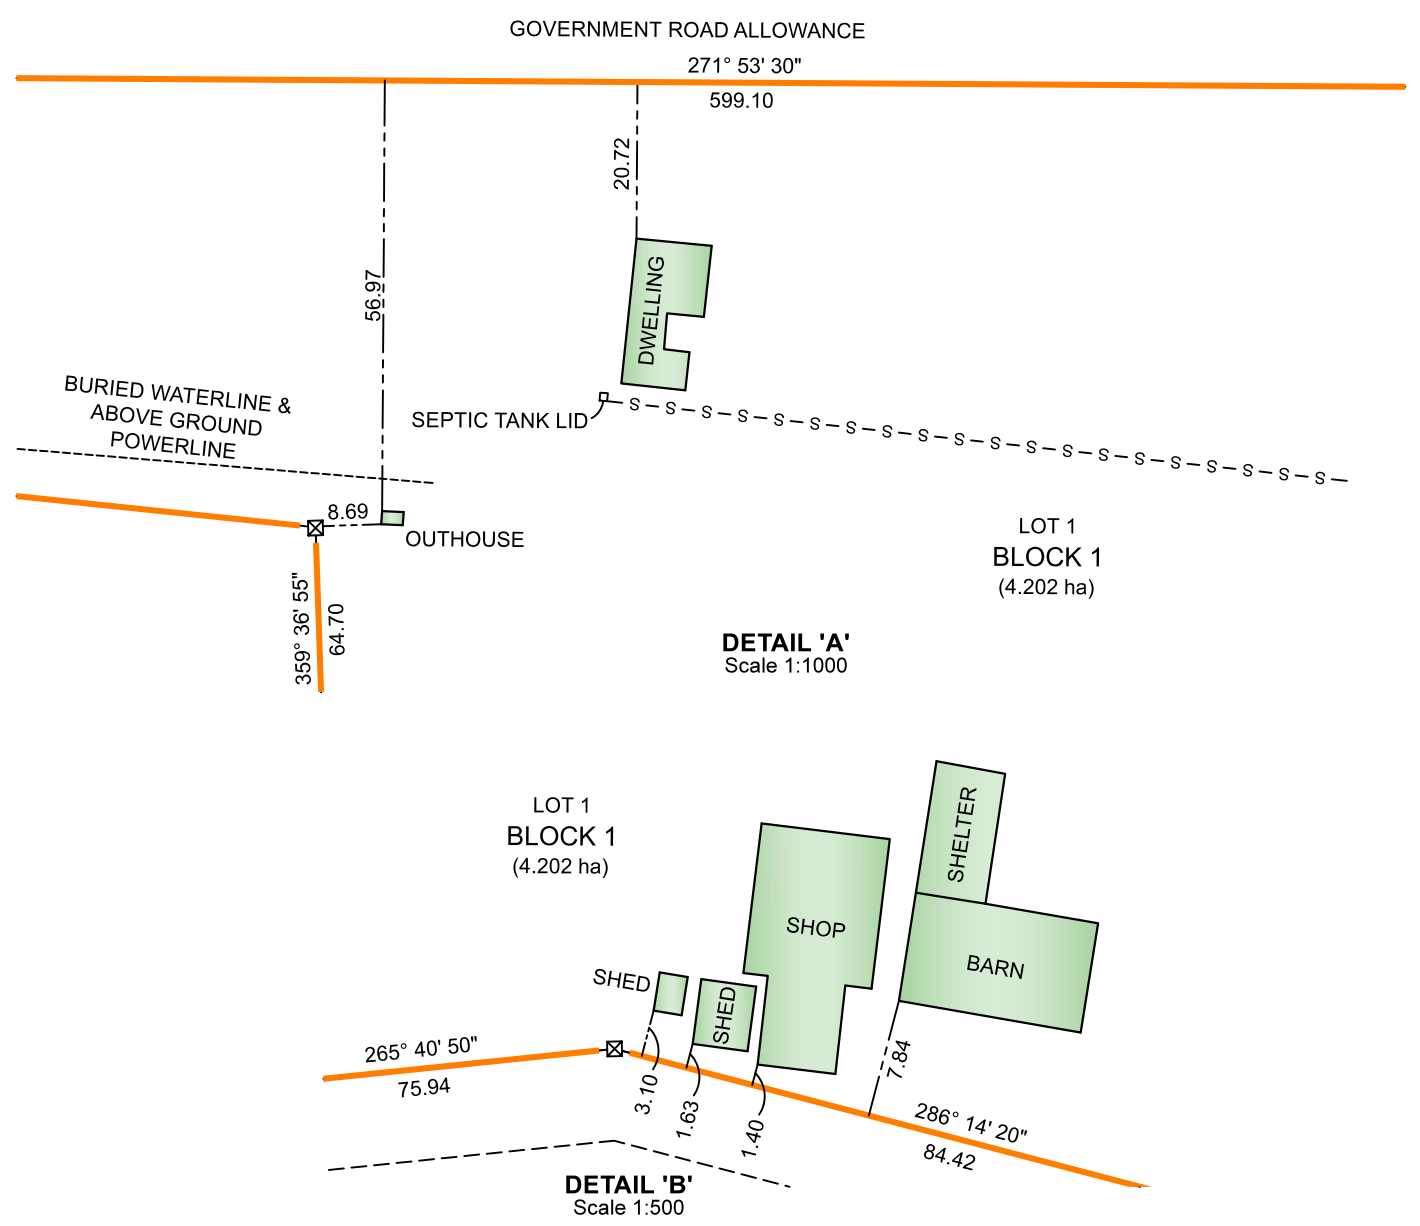 GOVERNMENT ROAD ALLOWANCE
271° 53' 30"
599.10
20.72
56.97
DWELLING
BURIED WATERLINE &
ABOVE GROUND
POWERLINE
SEPTIC TANK LID
S S S S S S S S S S S S S S S S S S S S
8.69
OUTHOUSE
LOT 1
BLOCK 1
(4.202 ha)
359° 36' 55"
64.70
DETAIL 'A'
Scale 1:1000
LOT 1
BLOCK 1
(4.202 ha)
SHELTER
SHOP
BARN
SHED
SHED
265° 40' 50"
75.94
3.10
1.63
1.40
7.84
286° 14' 20"
84.42
DETAIL 'B'
Scale 1:500